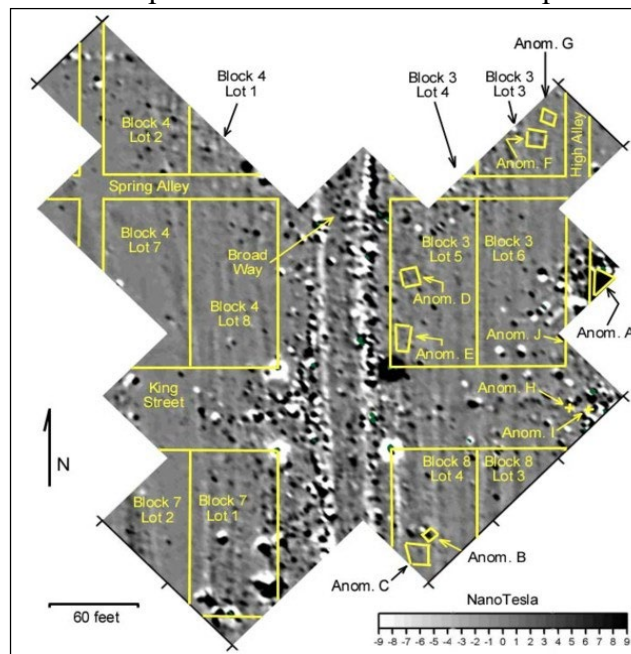 Anom. G
Block 4
Lot 1
Block 3
Lot 4
Block 3
Lot 3
Block 4
Lot 2
Anom. F
High Alley
Spring Alley
Block 4
Lot 7
Broad
Way
Block 3
Lot 5
Block 3
Lot 6
Anom. D
Anom. A
Block 4
Lot 8
Anom. J
Anom. E
King
Street
Anom. H
Anom. I
N
Block 8
Lot 4
Block 8
Lot 3
Block 7
Lot 2
Block 7
Lot 1
Anom. B
Anom. C
60 feet
NanoTesla
-9 -8 -7 -6 -5 -4 -3 -2 -1 0 1 2 3 4 5 6 7 8 9